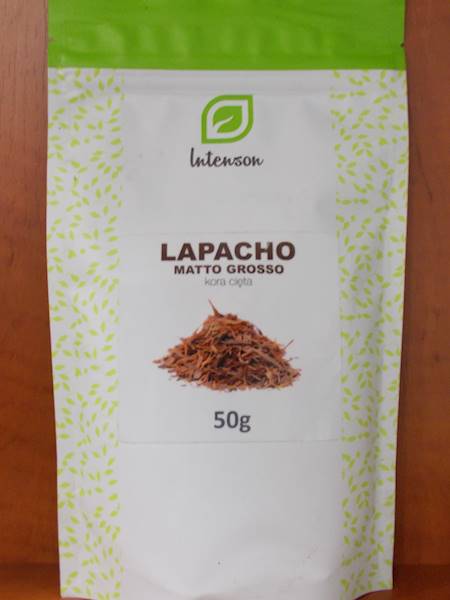 Intenson
LAPACHO
MATTO GROSSO
kora cięta
50g